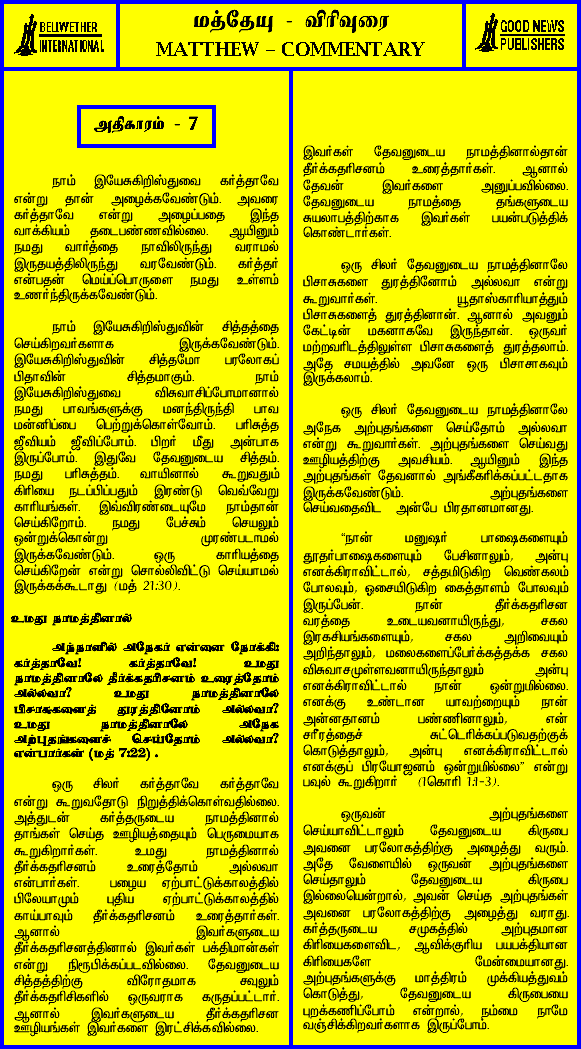 BELLWETHER
INTERNATIONAL
மத்தேயு - விரிவுரை
MATTHEW – COMMENTARY
GOOD NEWS
PUBLISHERS
அதிகாரம் - 7
நாம் இயேசுகிறிஸ்துவை கர்த்தாவே
என்று தான் அழைக்கவேண்டும். அவரை
கர்த்தாவே என்று அழைப்பதை இந்த
வாக்கியம் தடைபண்ணவில்லை. ஆயினும்
நமது வார்த்தை நாவிலிருந்து வராமல்
இருதயத்திலிருந்து வரவேண்டும். கர்த்தர்
என்பதன் மெய்ப்பொருளை நமது உள்ளம்
உணர்ந்திருக்கவேண்டும்.
நாம் இயேசுகிறிஸ்துவின் சித்தத்தை
செய்கிறவர்களாக இருக்கவேண்டும்.
இயேசுகிறிஸ்துவின் சித்தமோ பரலோகப்
பிதாவின் சித்தமாகும். நாம்
இயேசுகிறிஸ்துவை விசுவாசிப்போமானால்
நமது பாவங்களுக்கு மனந்திருந்தி பாவ
மன்னிப்பை பெற்றுக்கொள்வோம். பரிசுத்த
ஜீவியம் ஜீவிப்போம். பிறர் மீது அன்பாக
இருப்போம். இதுவே தேவனுடைய சித்தம்.
நமது பரிசுத்தம். வாயினால் கூறுவதும்
கிரியை நடப்பிப்பதும் இரண்டு வெவ்வேறு
காரியங்கள். இவ்விரண்டையுமே நாம்தான்
செய்கிறோம். நமது பேச்சும் செயலும்
ஒன்றுக்கொன்று முரண்படாமல்
இருக்கவேண்டும். ஒரு காரியத்தை
செய்கிறேன் என்று சொல்லிவிட்டு செய்யாமல்
இருக்கக்கூடாது (மத் 21:30).
உமது நாமத்தினால்
அந்நாளில் அநேகர் என்னை நோக்கி:
கர்த்தாவே! கர்த்தாவே! உமது
நாமத்தினாலே தீர்க்கதரிசனம் உரைத்தோம்
அல்லவா? உமது நாமத்தினாலே
பிசாசுகளைத் துரத்தினோம் அல்லவா?
உமது நாமத்தினாலே அநேக
அற்புதங்களைச் செய்தோம் அல்லவா?
என்பார்கள் (மத் 7:22) .
ஒரு சிலர் கர்த்தாவே கர்த்தாவே
என்று கூறுவதோடு நிறுத்திக்கொள்வதில்லை.
அத்துடன் கர்த்தருடைய நாமத்தினால்
தாங்கள் செய்த ஊழியத்தையும் பெருமையாக
கூறுகிறார்கள். உமது நாமத்தினால்
தீர்க்கதரிசனம் உரைத்தோம் அல்லவா
என்பார்கள். பழைய ஏற்பாட்டுக்காலத்தில்
பிலேயாமும் புதிய ஏற்பாட்டுக்காலத்தில்
காய்பாவும் தீர்க்கதரிசனம் உரைத்தார்கள்.
ஆனால் இவர்களுடைய
தீர்க்கதரிசனத்தினால் இவர்கள் பக்திமான்கள்
என்று நிரூபிக்கப்படவில்லை. தேவனுடைய
சித்தத்திற்கு விரோதமாக சவுலும்
தீர்க்கதரிசிகளில் ஒருவராக கருதப்பட்டார்.
ஆனால் இவர்களுடைய தீர்க்கதரிசன
ஊழியங்கள் இவர்களை இரட்சிக்கவில்லை.
இவர்கள் தேவனுடைய நாமத்தினால்தான்
தீர்க்கதரிசனம் உரைத்தார்கள். ஆனால்
தேவன் இவர்களை அனுப்பவில்லை.
தேவனுடைய நாமத்தை தங்களுடைய
சுயலாபத்திற்காக இவர்கள் பயன்படுத்திக்
கொண்டார்கள்.
ஒரு சிலர் தேவனுடைய நாமத்தினாலே
பிசாசுகளை துரத்தினோம் அல்லவா என்று
கூறுவார்கள். யூதாஸ்காரியாத்தும்
பிசாசுகளைத் துரத்தினான். ஆனால் அவனும்
கேட்டின் மகனாகவே இருந்தான். ஒருவர்
மற்றவரிடத்திலுள்ள பிசாசுகளைத் துரத்தலாம்.
அதே சமயத்தில் அவனே ஒரு பிசாசாகவும்
இருக்கலாம்.
ஒரு சிலர் தேவனுடைய நாமத்தினாலே
அநேக அற்புதங்களை செய்தோம் அல்லவா
என்று கூறுவார்கள். அற்புதங்களை செய்வது
ஊழியத்திற்கு அவசியம். ஆயினும் இந்த
அற்புதங்கள் தேவனால் அங்கீகரிக்கப்பட்டதாக
இருக்கவேண்டும். அற்புதங்களை
செய்வதைவிட அன்பே பிரதானமானது.
“நான் மனுஷர் பாஷைகளையும்
தூதர்பாஷைகளையும் பேசினாலும், அன்பு
எனக்கிராவிட்டால், சத்தமிடுகிற வெண்கலம்
போலவும், ஓசையிடுகிற கைத்தாளம் போலவும்
இருப்பேன். நான் தீர்க்கதரிசன
வரத்தை உடையவனாயிருந்து, சகல
இரகசியங்களையும், சகல அறிவையும்
அறிந்தாலும், மலைகளைப்பேர்க்கத்தக்க சகல
விசுவாசமுள்ளவனாயிருந்தாலும் அன்பு
எனக்கிராவிட்டால் நான் ஒன்றுமில்லை.
எனக்கு உண்டான யாவற்றையும் நான்
அன்னதானம் பண்ணினாலும், என்
சரீரத்தைச் சுட்டெரிக்கப்படுவதற்குக்
கொடுத்தாலும், அன்பு எனக்கிராவிட்டால்
எனக்குப் பிரயோஜனம் ஒன்றுமில்லை” என்று
பவுல் கூறுகிறார் (1கொரி 1:1-3).
ஒருவன் அற்புதங்களை
செய்யாவிட்டாலும் தேவனுடைய கிருபை
அவனை பரலோகத்திற்கு அழைத்து வரும்.
அதே வேளையில் ஒருவன் அற்புதங்களை
செய்தாலும் தேவனுடைய கிருபை
இல்லையென்றால், அவன் செய்த அற்புதங்கள்
அவனை பரலோகத்திற்கு அழைத்து வராது.
கர்த்தருடைய சமுகத்தில் அற்புதமான
கிரியைகளைவிட, ஆவிக்குரிய பயபக்தியான
கிரியைகளே மேன்மையானது.
அற்புதங்களுக்கு மாத்திரம் முக்கியத்துவம்
கொடுத்து, தேவனுடைய கிருபையை
புறக்கணிப்போம் என்றால், நம்மை நாமே
வஞ்சிக்கிறவர்களாக இருப்போம்.